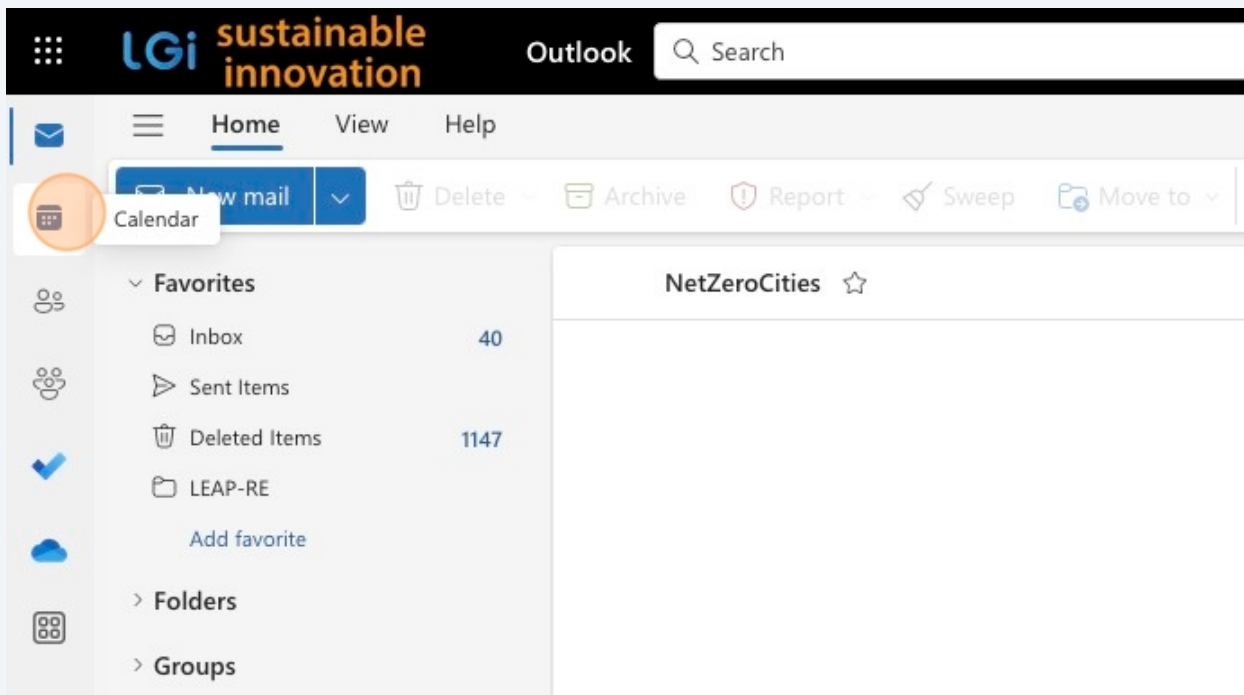 LGi sustainable innovation
Outlook
Search
Home View Help
New mail Delete Archive Report Sweep Move to
Calendar
Favorites
NetZeroCities
Inbox 40
Sent Items
Deleted Items 1147
LEAP-RE
Add favorite
Folders
Groups